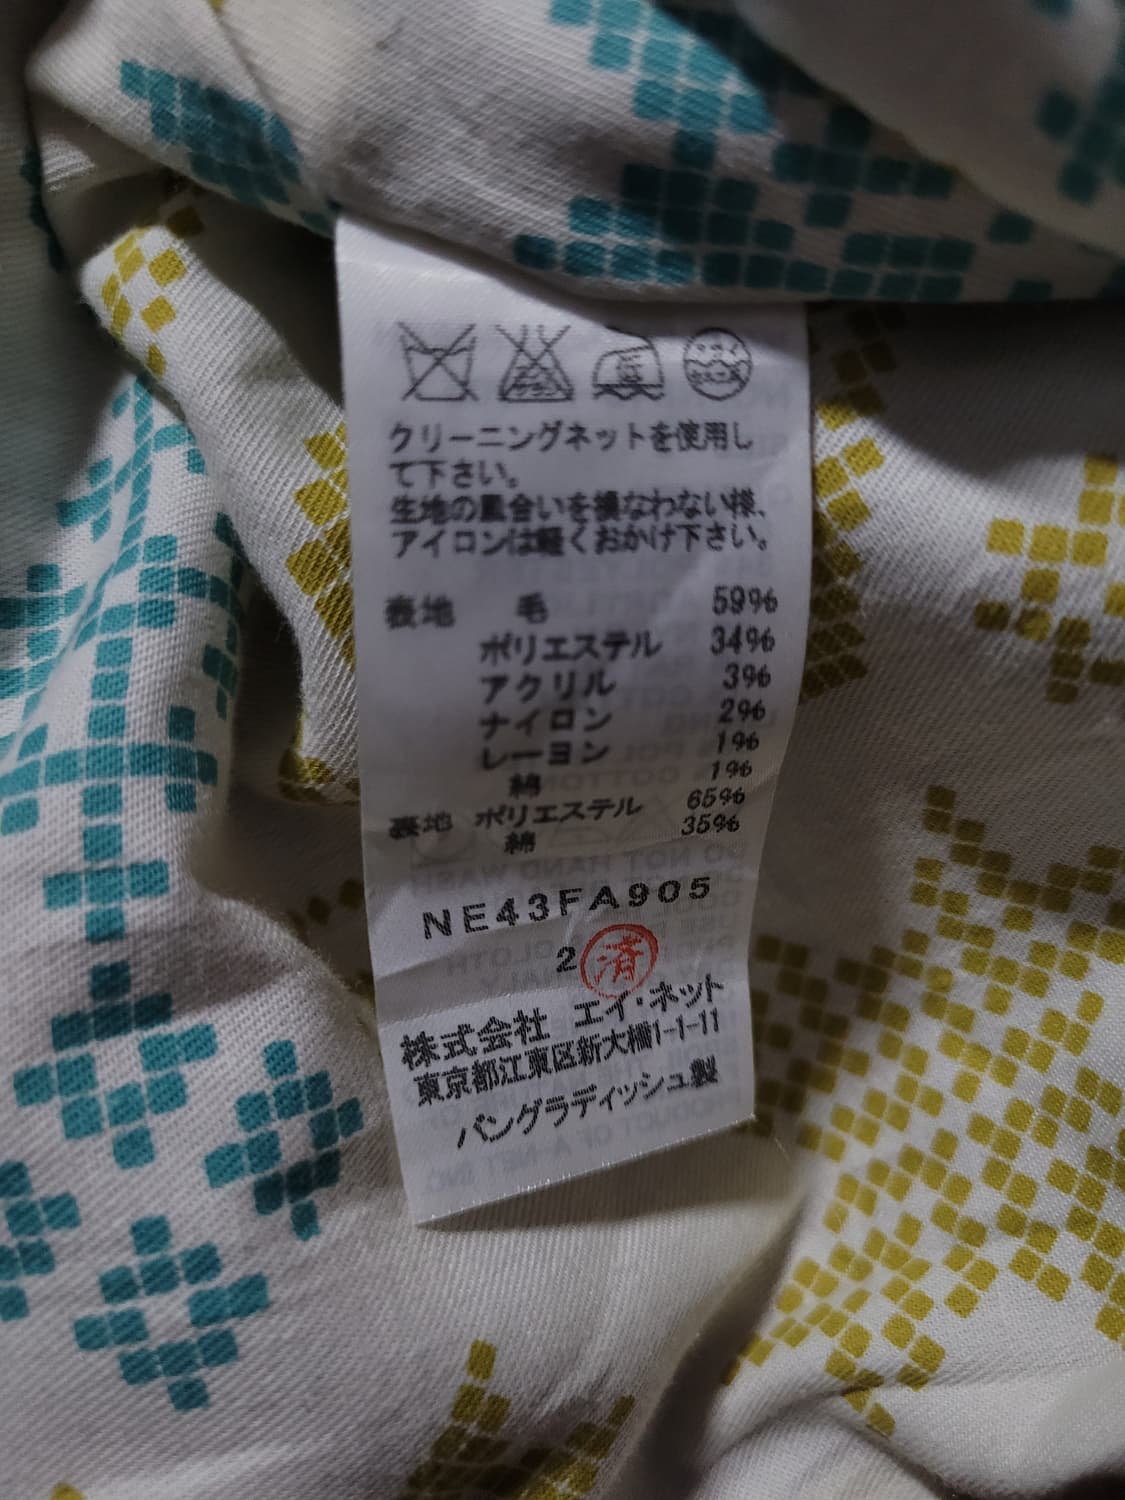 クリーニングネットを使用し
て下さい。
生地の風合いを損なわない様、
アイロンは軽くおかけ下さい。
表地 毛 59%
ポリエステル 34%
アクリル 3%
ナイロン 2%
レーヨン 1%
綿 1%
裏地 ポリエステル 65%
綿 35%
NE43FA905
2 済
株式会社 エイ・ネット
東京都江東区新大橋1-1-11
バングラディッシュ製